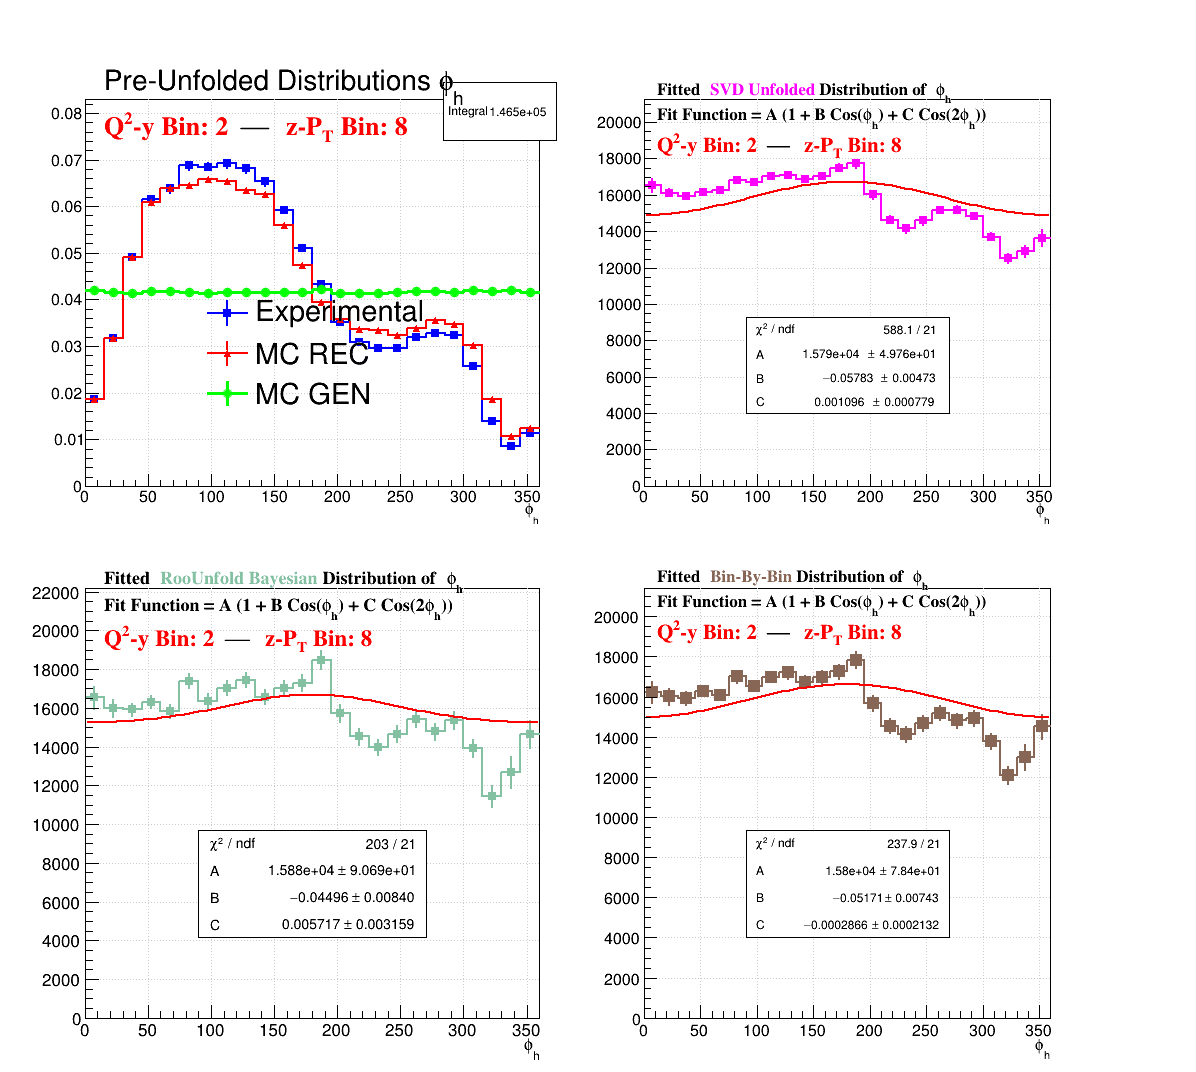 Pre-Unfolded Distributions ϕh
Integral 1.465e+05
Q²-y Bin: 2 — z-PT Bin: 8
0.08
0.07
0.06
0.05
0.04
0.03
0.02
0.01
0
Experimental
MC REC
MC GEN
0 50 100 150 200 250 300 350
ϕh
Fitted SVD Unfolded Distribution of ϕh
Fit Function = A (1 + B Cos(ϕh) + C Cos(2ϕh))
Q²-y Bin: 2 — z-PT Bin: 8
20000
18000
16000
14000
12000
10000
8000
6000
4000
2000
0
χ² / ndf 588.1 / 21
A 1.579e+04 ± 4.976e+01
B −0.05783 ± 0.00473
C 0.001096 ± 0.000779
0 50 100 150 200 250 300 350
ϕh
Fitted RooUnfold Bayesian Distribution of ϕh
Fit Function = A (1 + B Cos(ϕh) + C Cos(2ϕh))
Q²-y Bin: 2 — z-PT Bin: 8
22000
20000
18000
16000
14000
12000
10000
8000
6000
4000
2000
0
χ² / ndf 203 / 21
A 1.588e+04 ± 9.069e+01
B −0.04496 ± 0.00840
C 0.005717 ± 0.003159
0 50 100 150 200 250 300 350
ϕh
Fitted Bin-By-Bin Distribution of ϕh
Fit Function = A (1 + B Cos(ϕh) + C Cos(2ϕh))
Q²-y Bin: 2 — z-PT Bin: 8
20000
18000
16000
14000
12000
10000
8000
6000
4000
2000
0
χ² / ndf 237.9 / 21
A 1.58e+04 ± 7.84e+01
B −0.05171 ± 0.00743
C −0.0002866 ± 0.0002132
0 50 100 150 200 250 300 350
ϕh